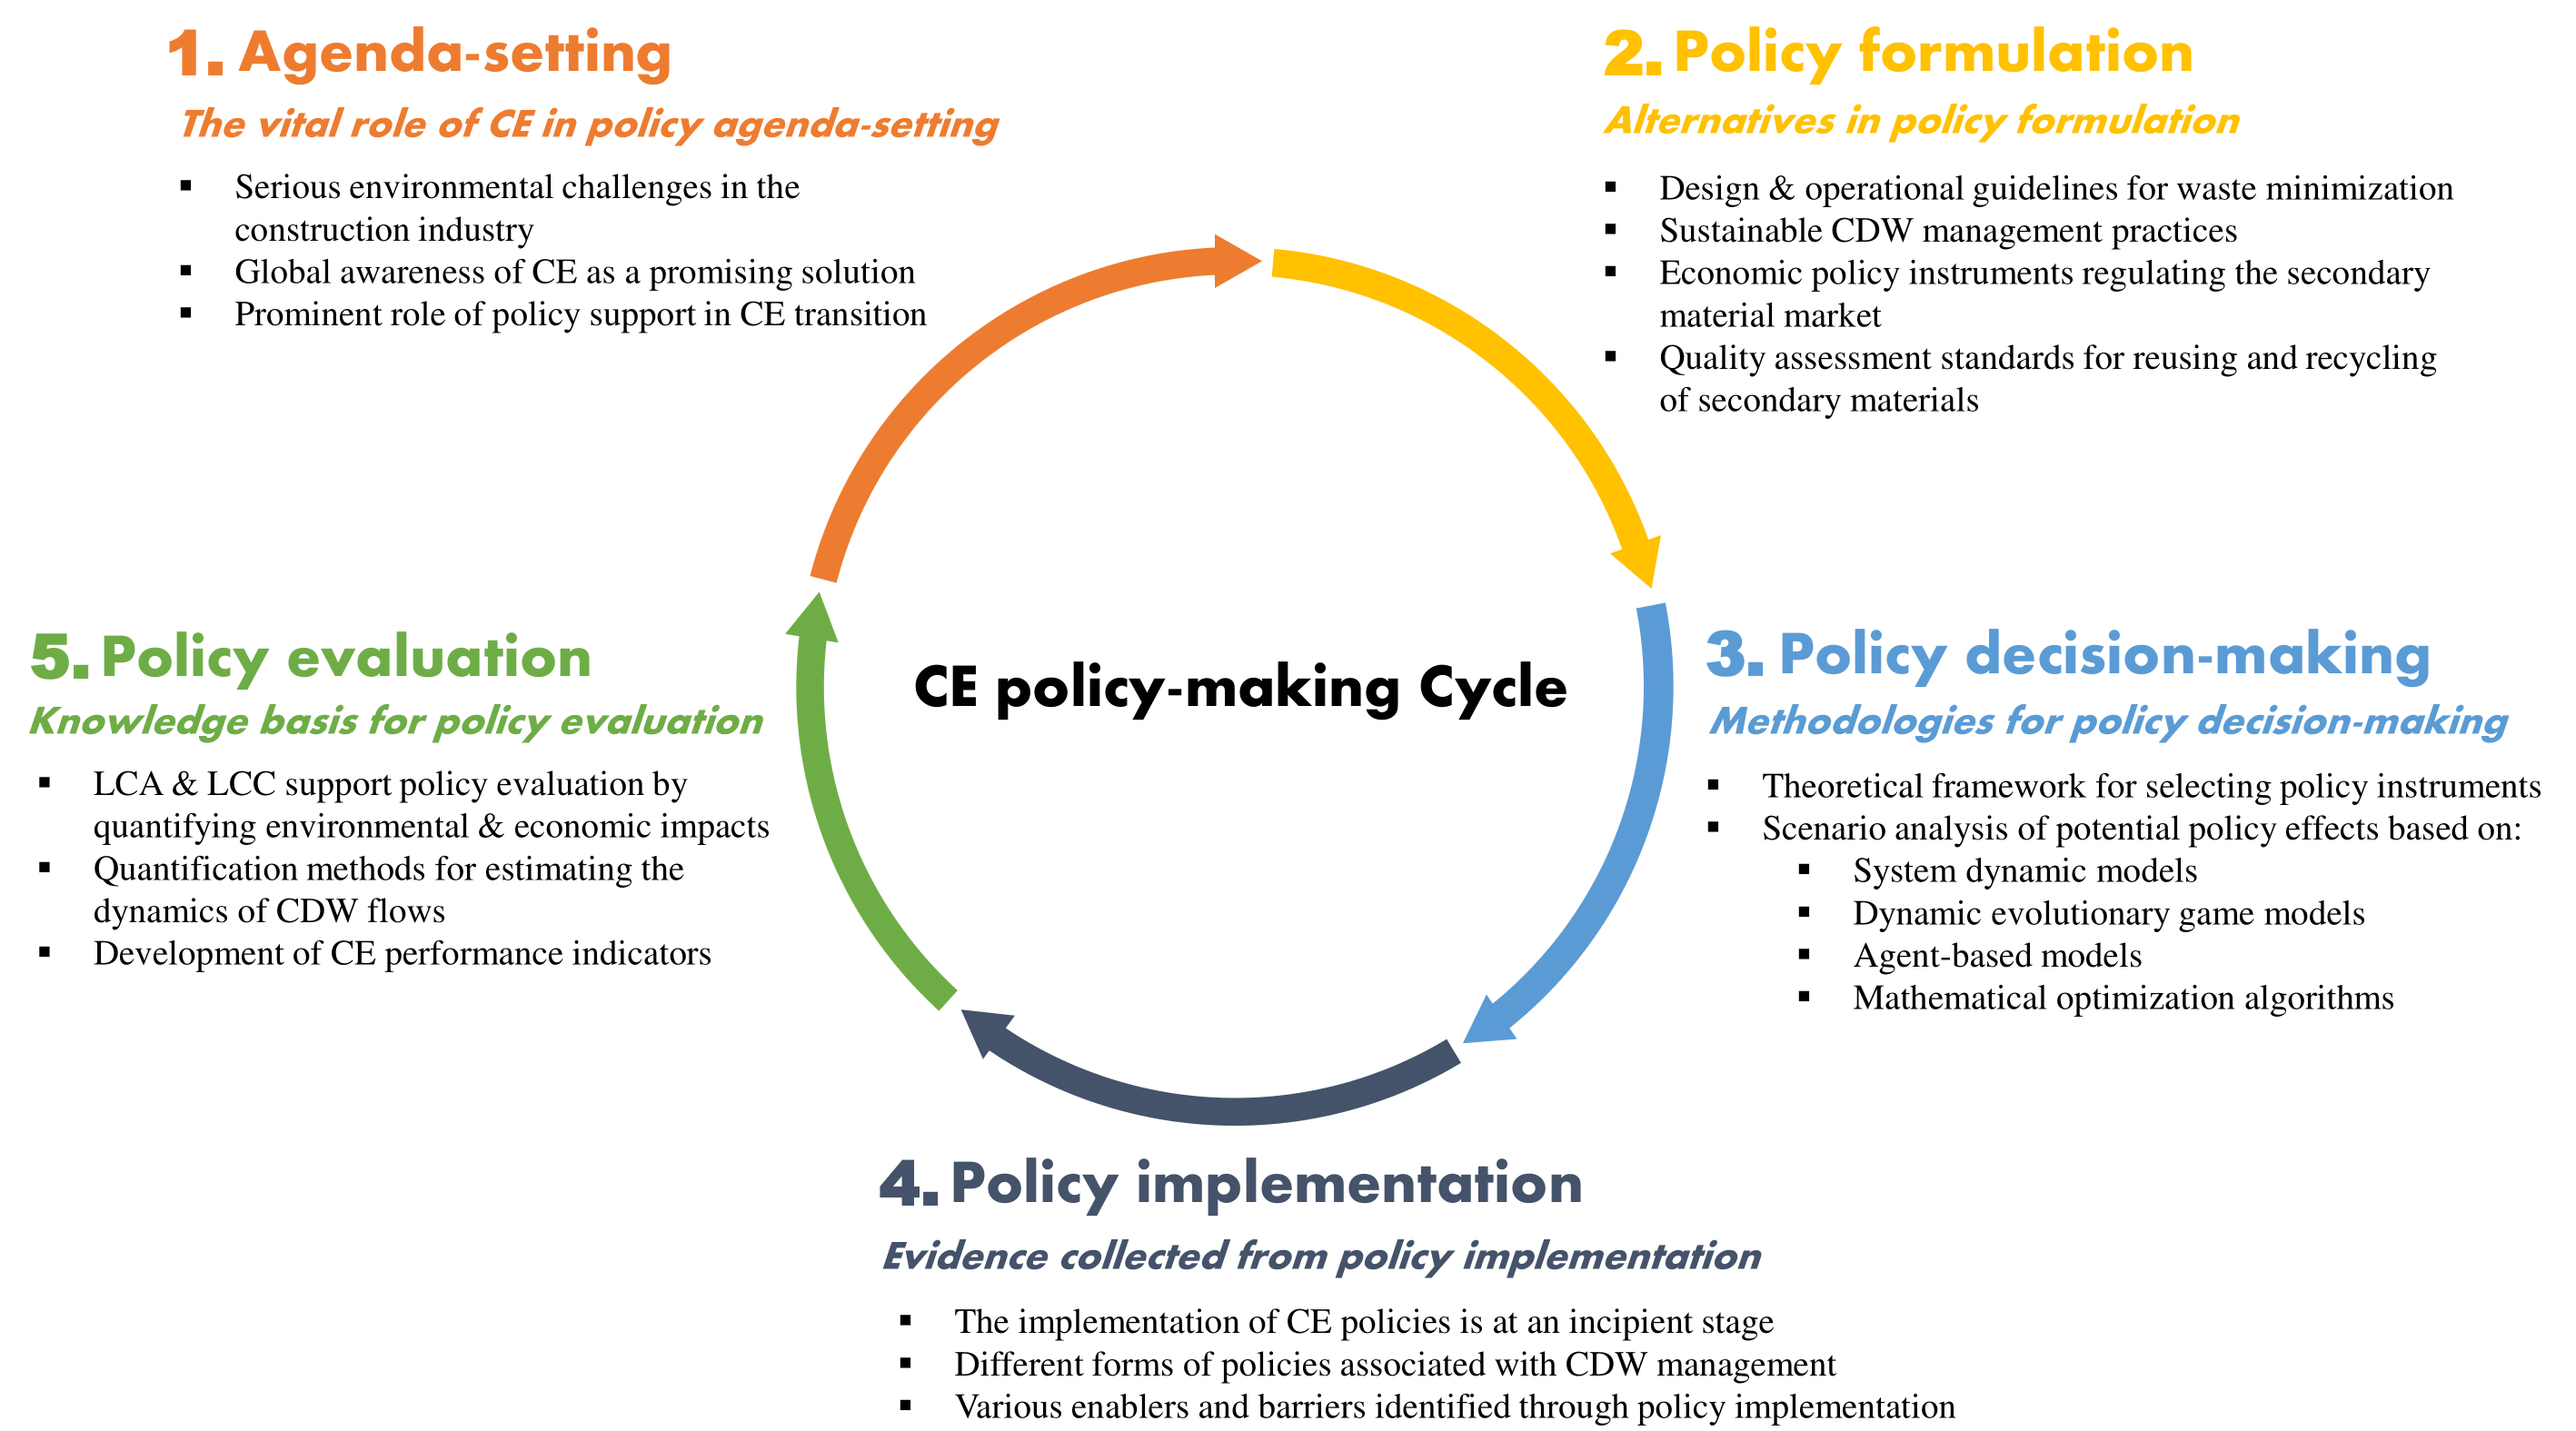 1. Agenda-setting
The vital role of CE in policy agenda-setting
▪ Serious environmental challenges in the
construction industry
▪ Global awareness of CE as a promising solution
▪ Prominent role of policy support in CE transition
2. Policy formulation
Alternatives in policy formulation
▪ Design & operational guidelines for waste minimization
▪ Sustainable CDW management practices
▪ Economic policy instruments regulating the secondary
material market
▪ Quality assessment standards for reusing and recycling
of secondary materials
CE policy-making Cycle
3. Policy decision-making
Methodologies for policy decision-making
▪ Theoretical framework for selecting policy instruments
▪ Scenario analysis of potential policy effects based on:
▪ System dynamic models
▪ Dynamic evolutionary game models
▪ Agent-based models
▪ Mathematical optimization algorithms
4. Policy implementation
Evidence collected from policy implementation
▪ The implementation of CE policies is at an incipient stage
▪ Different forms of policies associated with CDW management
▪ Various enablers and barriers identified through policy implementation
5. Policy evaluation
Knowledge basis for policy evaluation
▪ LCA & LCC support policy evaluation by
quantifying environmental & economic impacts
▪ Quantification methods for estimating the
dynamics of CDW flows
▪ Development of CE performance indicators